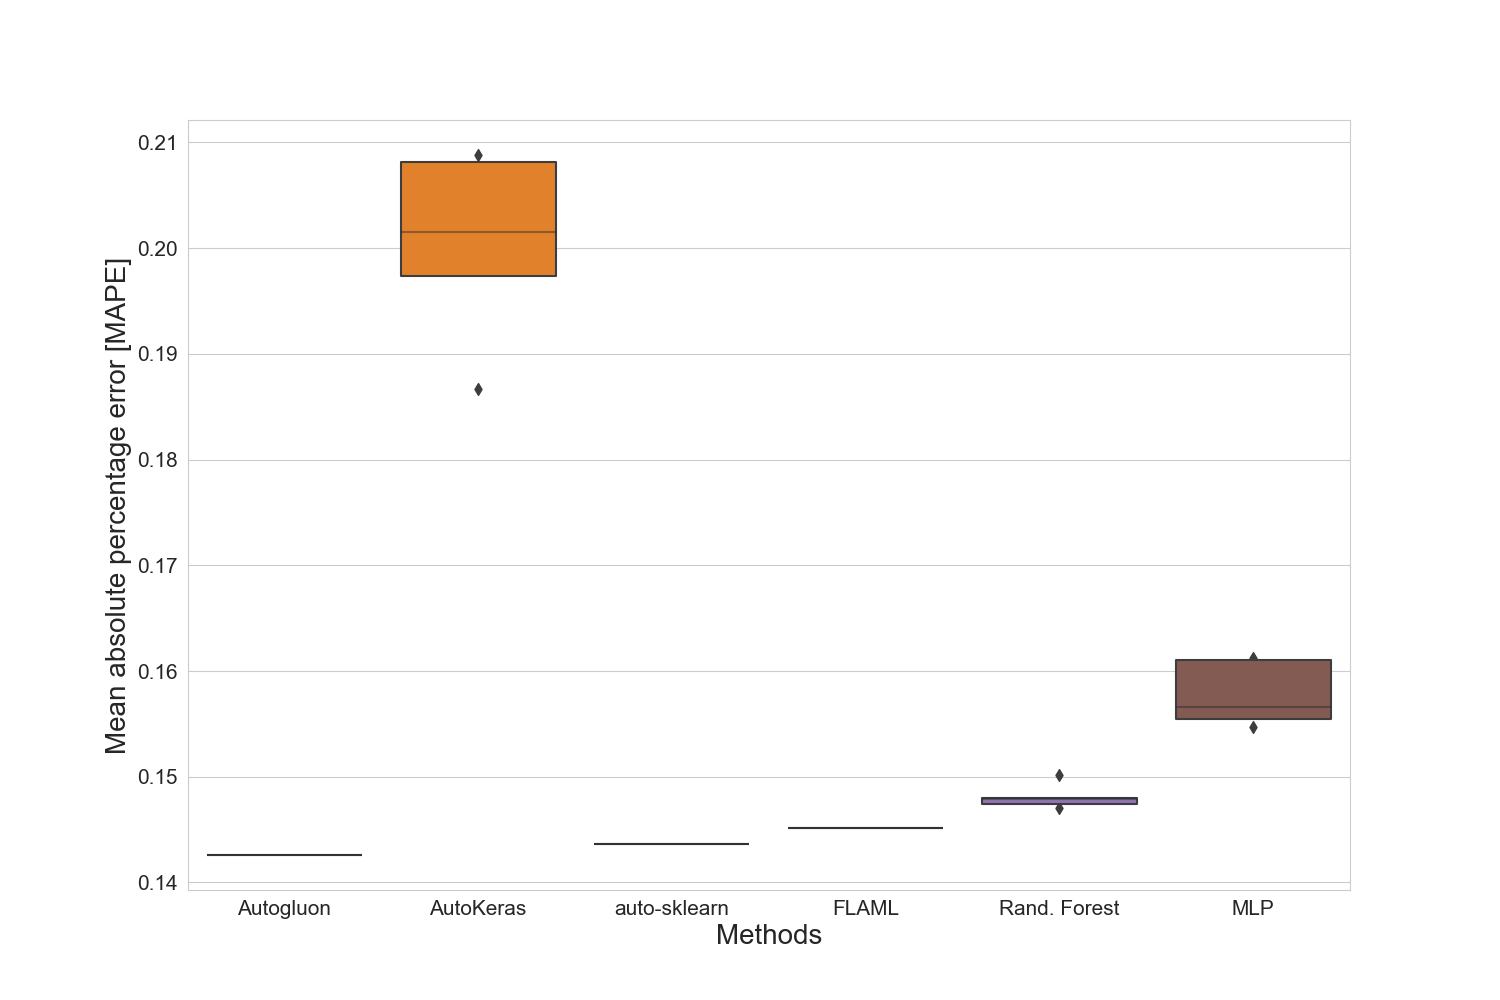 Mean absolute percentage error [MAPE]
0.21
0.20
0.19
0.18
0.17
0.16
0.15
0.14
Autogluon
AutoKeras
auto-sklearn
FLAML
Rand. Forest
MLP
Methods